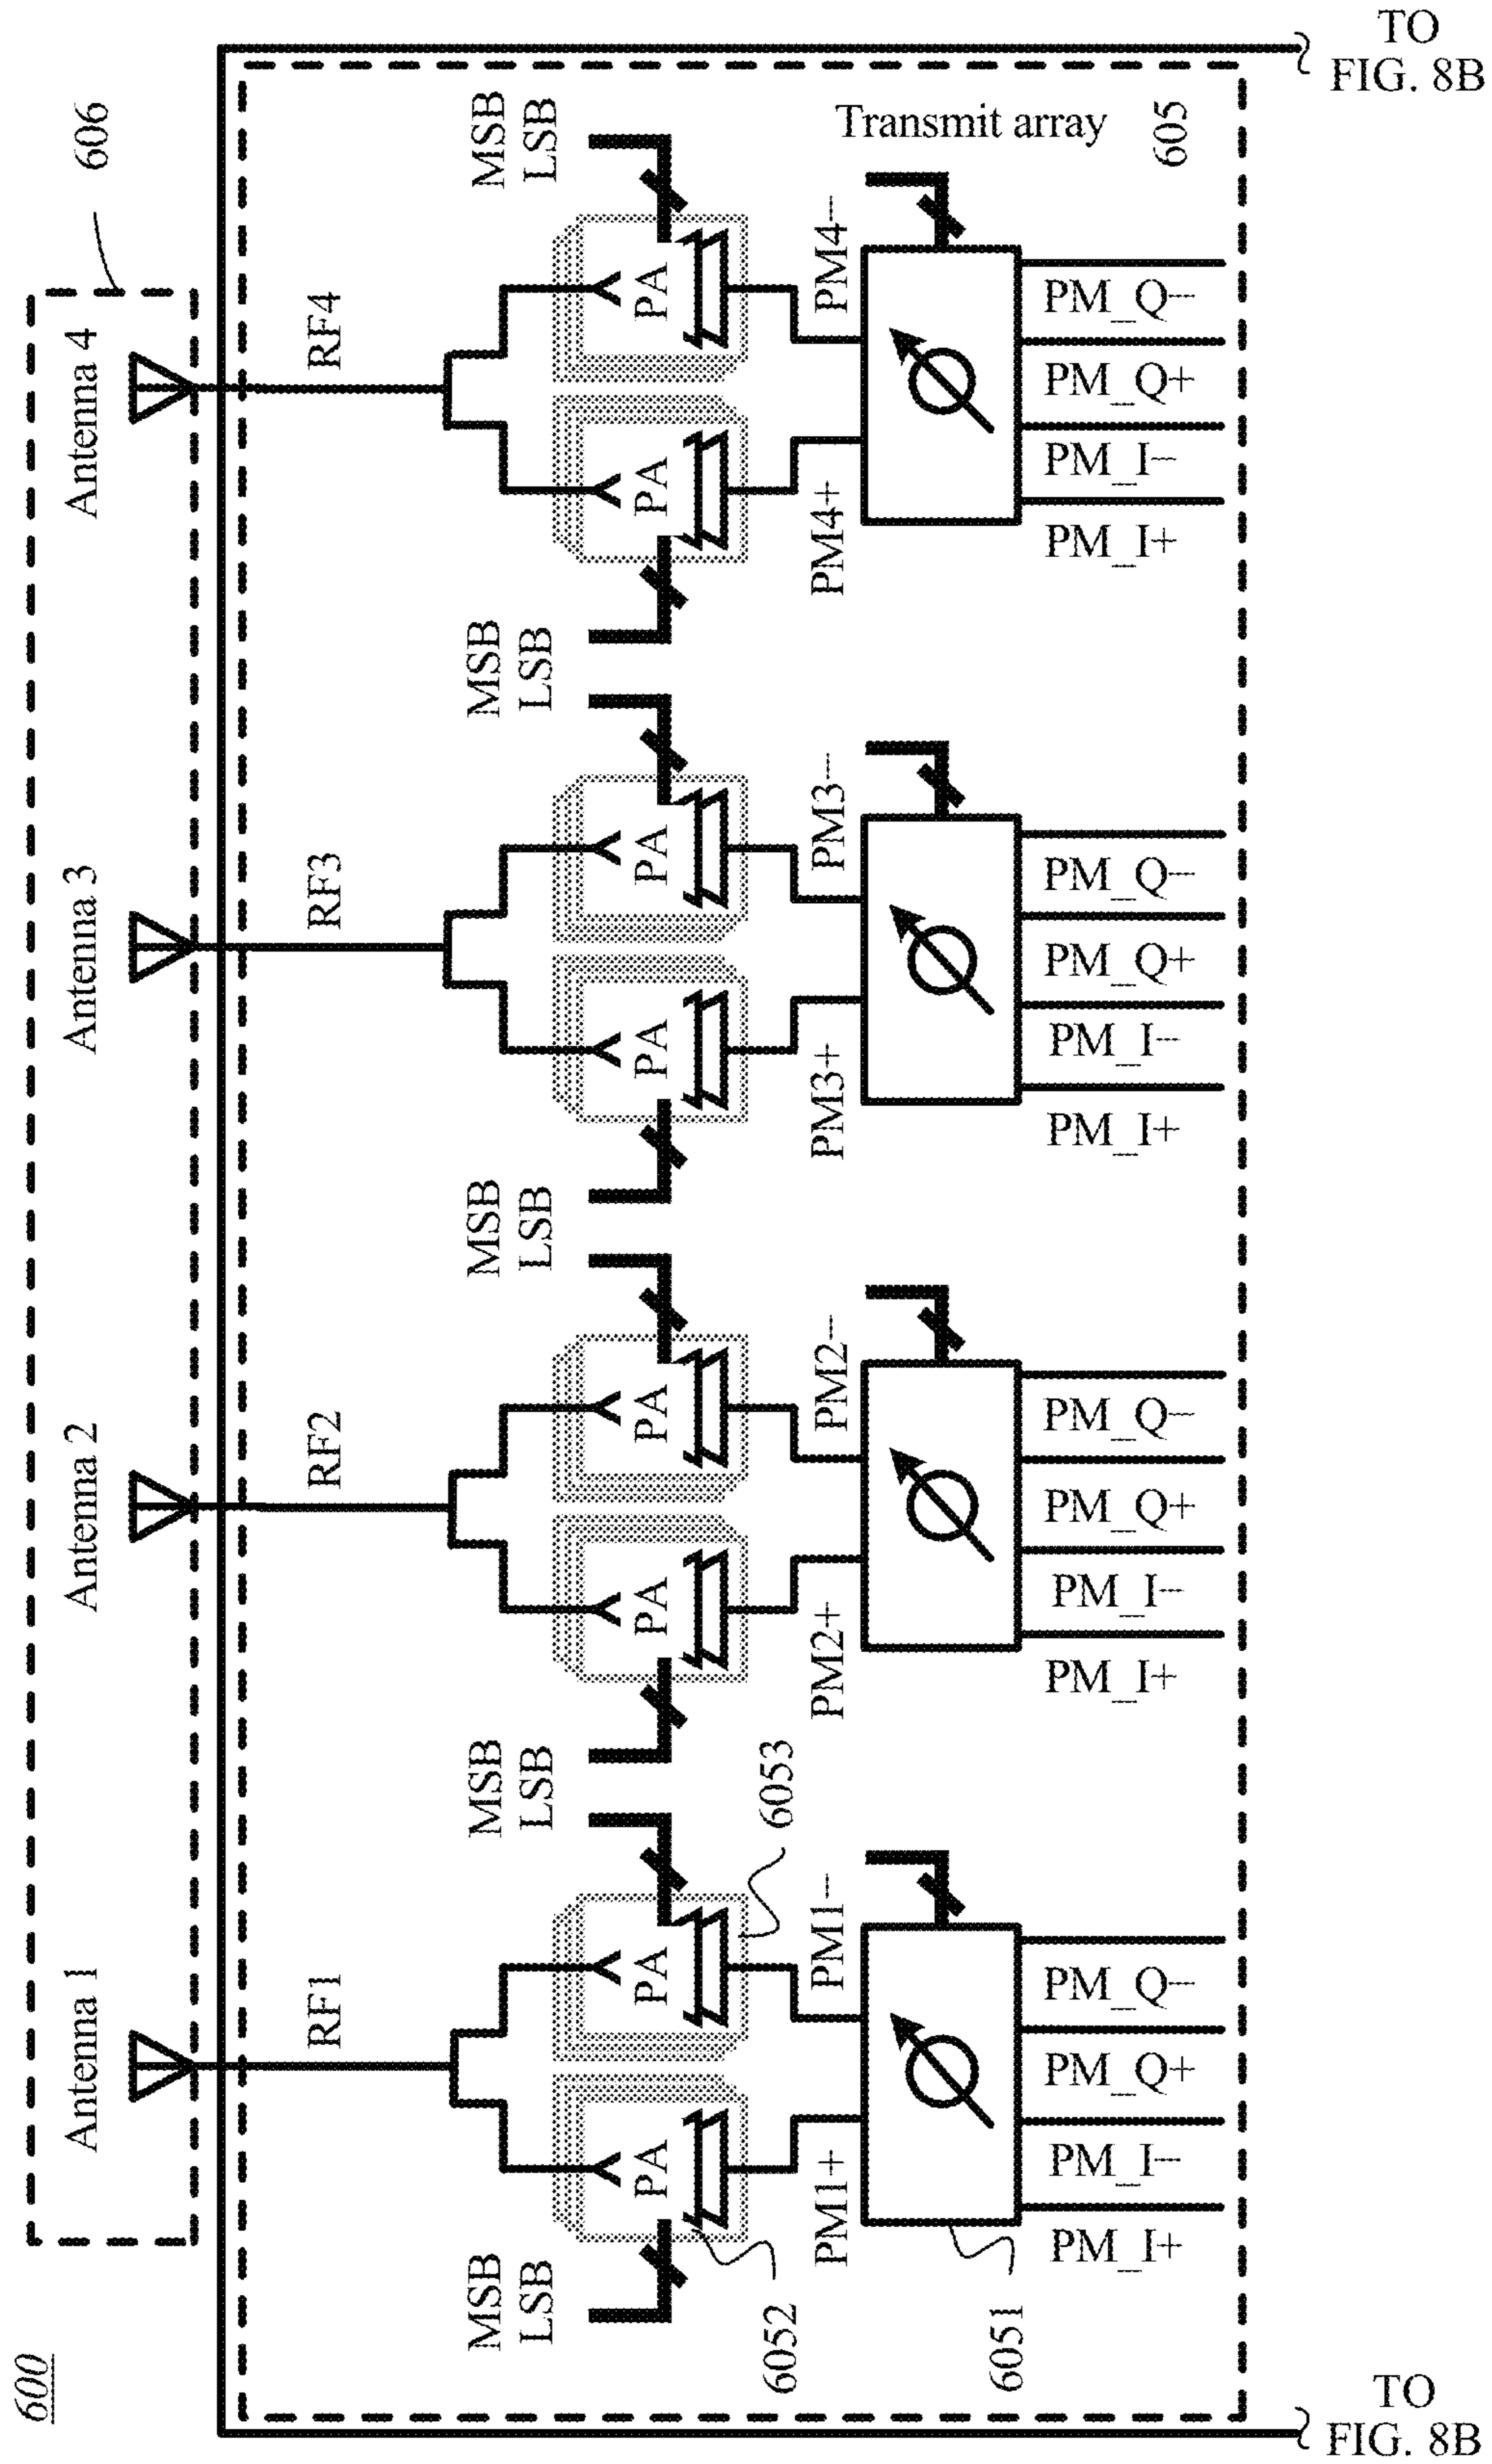 600
Antenna 1
Antenna 2
Antenna 3
Antenna 4
606
RF1
RF2
RF3
RF4
MSB
LSB
MSB
LSB
MSB
LSB
MSB
LSB
MSB
LSB
PA
PA
PA
PA
PA
PA
PA
PA
6052
6053
PM1+
PM1-
PM2+
PM2-
PM3+
PM3-
PM4+
PM4-
Transmit array
605
6051
PM_I+
PM_I-
PM_Q+
PM_Q-
PM_I+
PM_I-
PM_Q+
PM_Q-
PM_I+
PM_I-
PM_Q+
PM_Q-
PM_I+
PM_I-
PM_Q+
PM_Q-
TO
FIG. 8B
TO
FIG. 8B